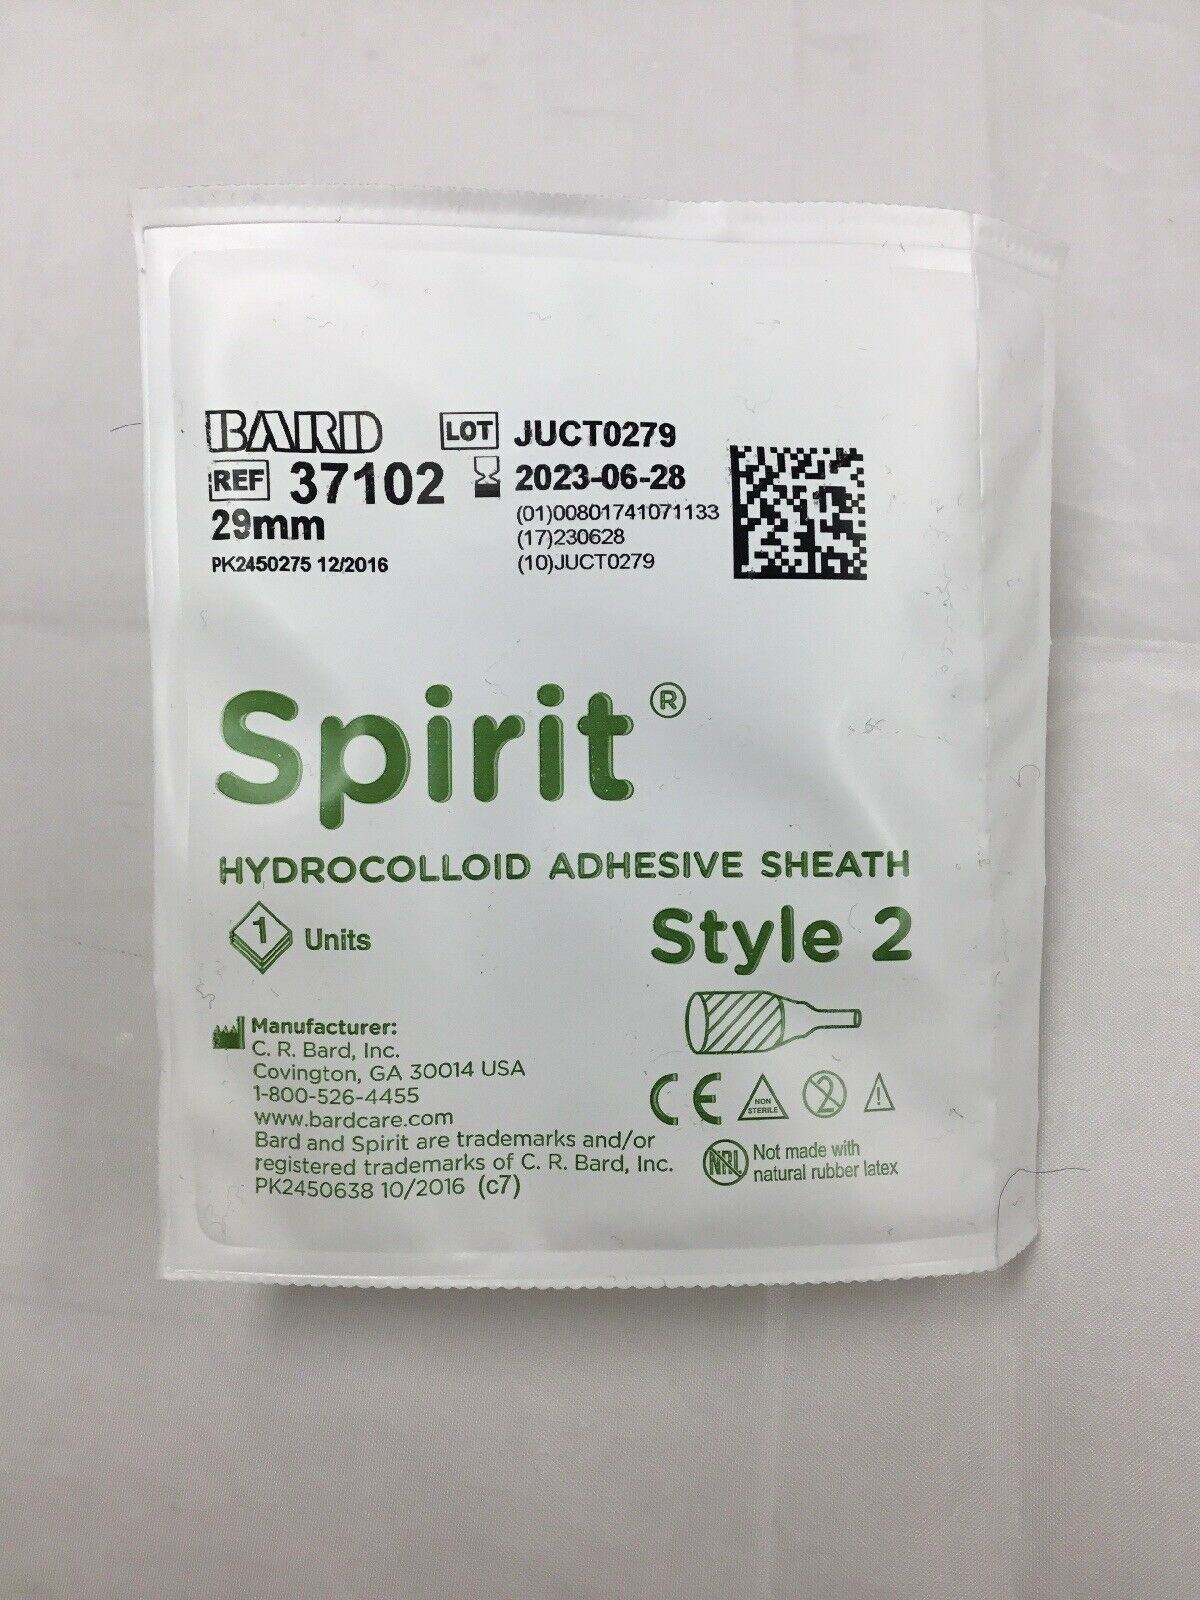 BARD LOT JUCT0279
REF 37102 2023-06-28
29mm (01)00801741071133
(17)230628
PK2450275 12/2016 (10)JUCT0279
Spirit®
HYDROCOLLOID ADHESIVE SHEATH
1 Units
Style 2
Manufacturer:
C. R. Bard, Inc.
Covington, GA 30014 USA
1-800-526-4455
www.bardcare.com
Bard and Spirit are trademarks and/or
registered trademarks of C. R. Bard, Inc.
PK2450638 10/2016 (c7)
CE NON STERILE 2 !
NRL Not made with
natural rubber latex